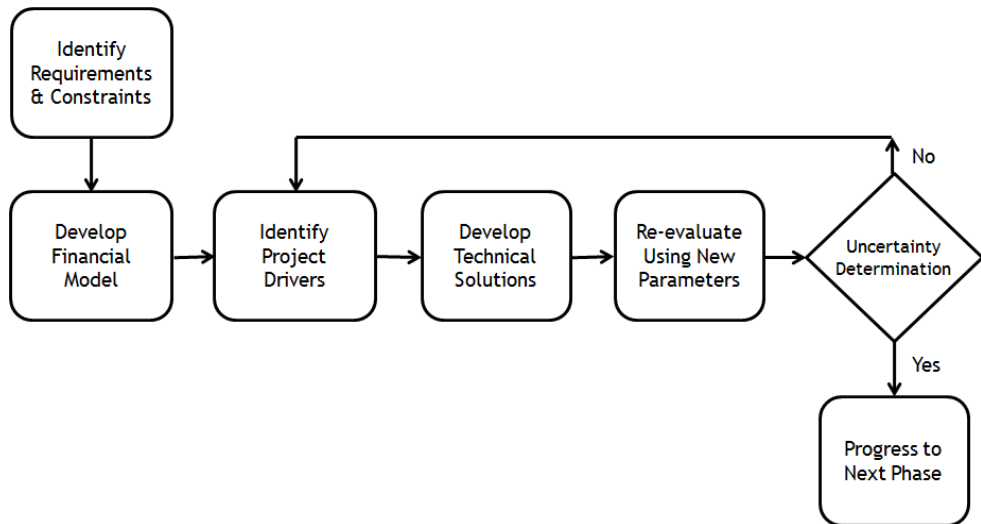 Identify
Requirements
& Constraints
Develop
Financial
Model
Identify
Project
Drivers
Develop
Technical
Solutions
Re-evaluate
Using New
Parameters
Uncertainty
Determination
No
Yes
Progress to
Next Phase